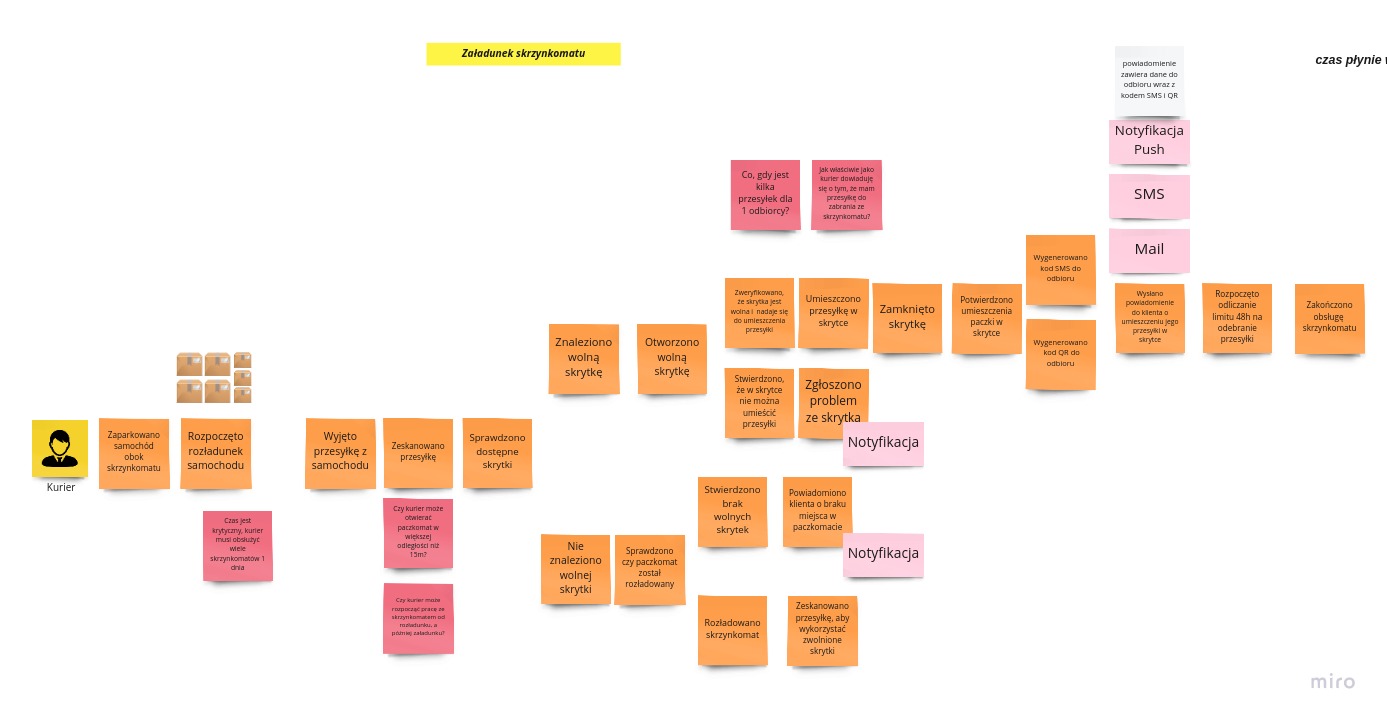 Załadunek skrzynkomatu
czas płynie
powiadomienie
zawiera dane do
odbioru wraz z
kodem SMS i QR
Notyfikacja
Push
SMS
Mail
Co, gdy jest
kilka
przesyłek dla
1 odbiorcy?
Jak właściwie jako
kurier dowiaduję
się o tym, że mam
przesyłkę do
zabrania ze
skrzynkomatu?
Kurier
Zaparkowano
samochód
obok
skrzynkomatu
Rozpoczęto
rozładunek
samochodu
Czas jest
krytyczny, kurier
musi obsłużyć
wiele
skrzynkomatów 1
dnia
Wyjęto
przesyłkę z
samochodu
Zeskanowano
przesyłkę
Sprawdzono
dostępne
skrytki
Czy kurier może
otwierać
paczkomat w
większej
odległości niż
15m?
Czy kurier może
rozpocząć pracę ze
skrzynkomatem od
rozładunku, a
później załadunku?
Znaleziono
wolną
skrytkę
Otworzono
wolną
skrytkę
Zweryfikowano,
że skrytka jest
wolna i nadaje się
do umieszczenia
przesyłki
Umieszczono
przesyłkę w
skrytce
Zamknięto
skrytkę
Potwierdzono
umieszczenia
paczki w
skrytce
Wygenerowano
kod SMS do
odbioru
Wygenerowano
kod QR do
odbioru
Wysłano
powiadomienie
do klienta o
umieszczeniu jego
przesyłki w
skrytce
Rozpoczęto
odliczanie
limitu 48h na
odebranie
przesyłki
Zakończono
obsługę
skrzynkomatu
Stwierdzono,
że w skrytce
nie można
umieścić
przesyłki
Zgłoszono
problem
ze skrytką
Notyfikacja
Nie
znaleziono
wolnej
skrytki
Sprawdzono
czy paczkomat
został
rozładowany
Stwierdzono
brak
wolnych
skrytek
Powiadomiono
klienta o braku
miejsca w
paczkomacie
Notyfikacja
Rozładowano
skrzynkomat
Zeskanowano
przesyłkę, aby
wykorzystać
zwolnione
skrytki
miro